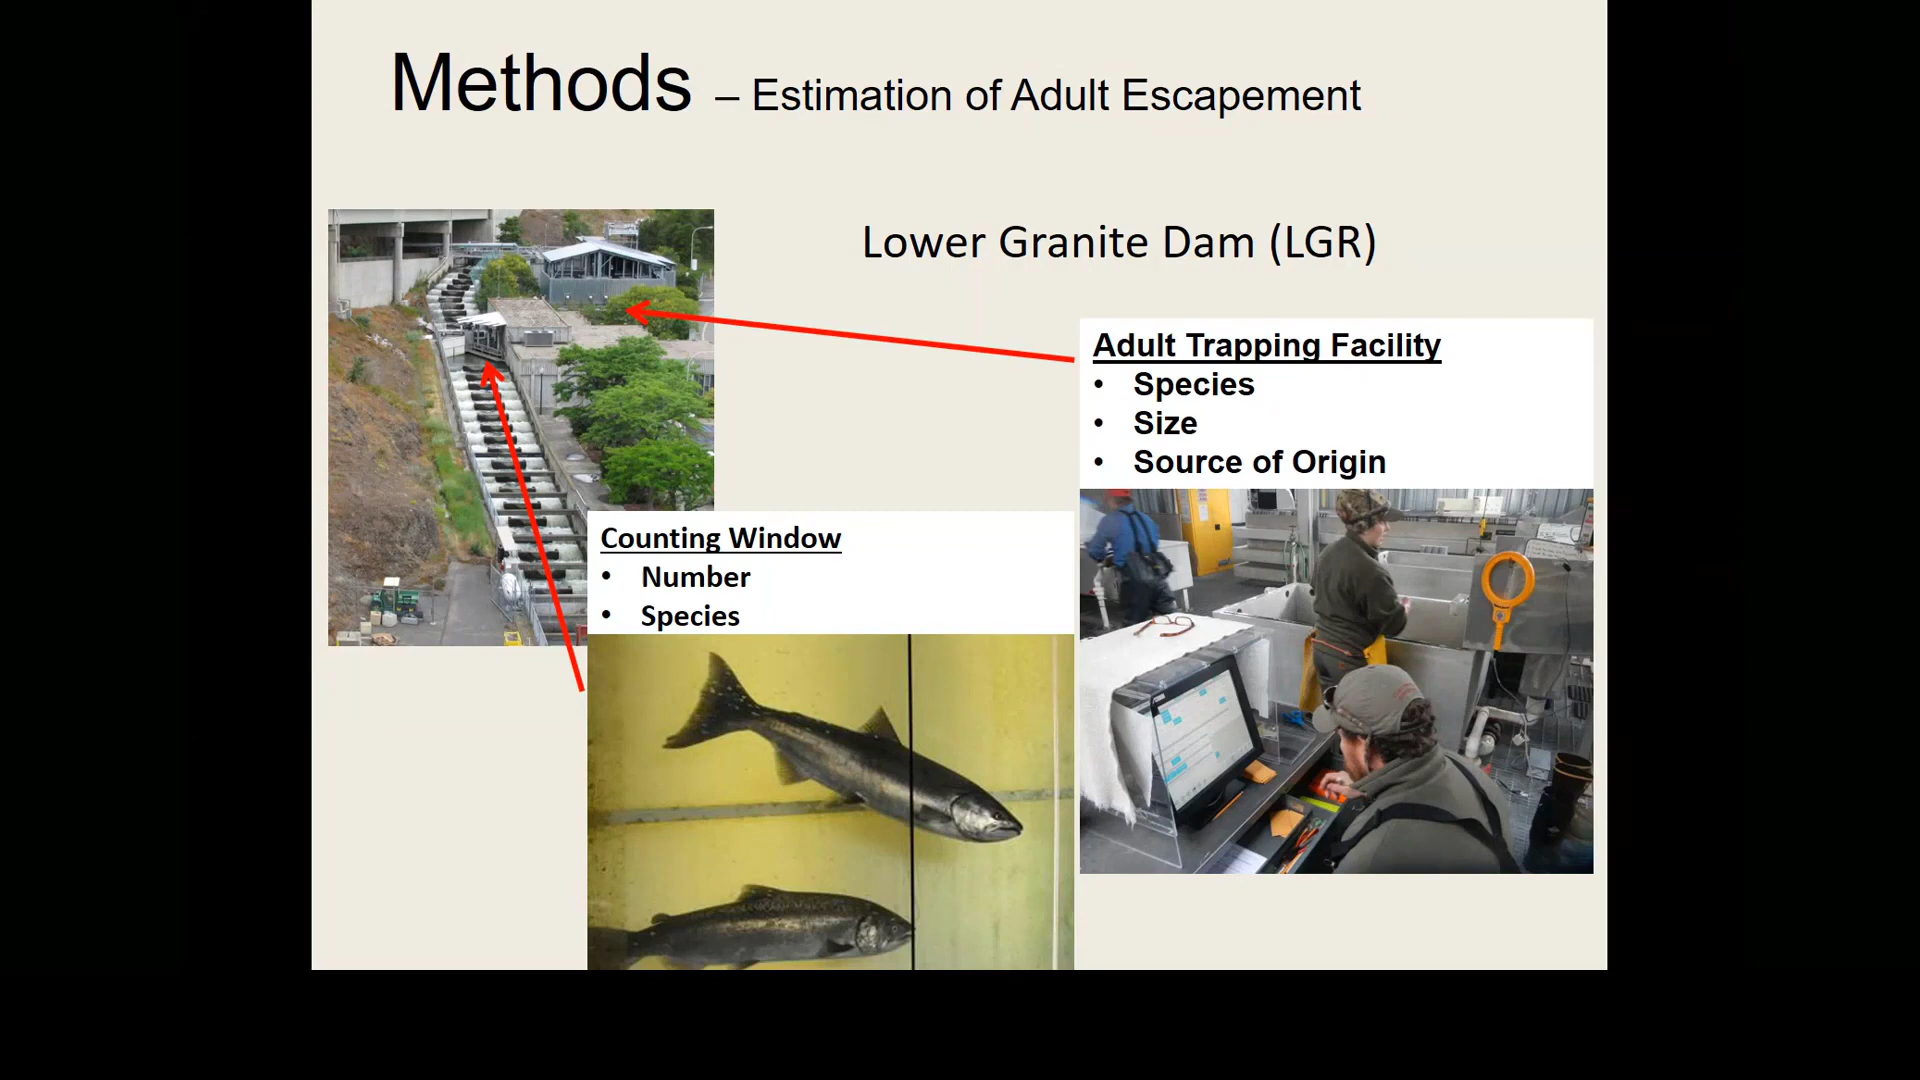 Methods – Estimation of Adult Escapement
Lower Granite Dam (LGR)
Adult Trapping Facility
• Species
• Size
• Source of Origin
Counting Window
• Number
• Species